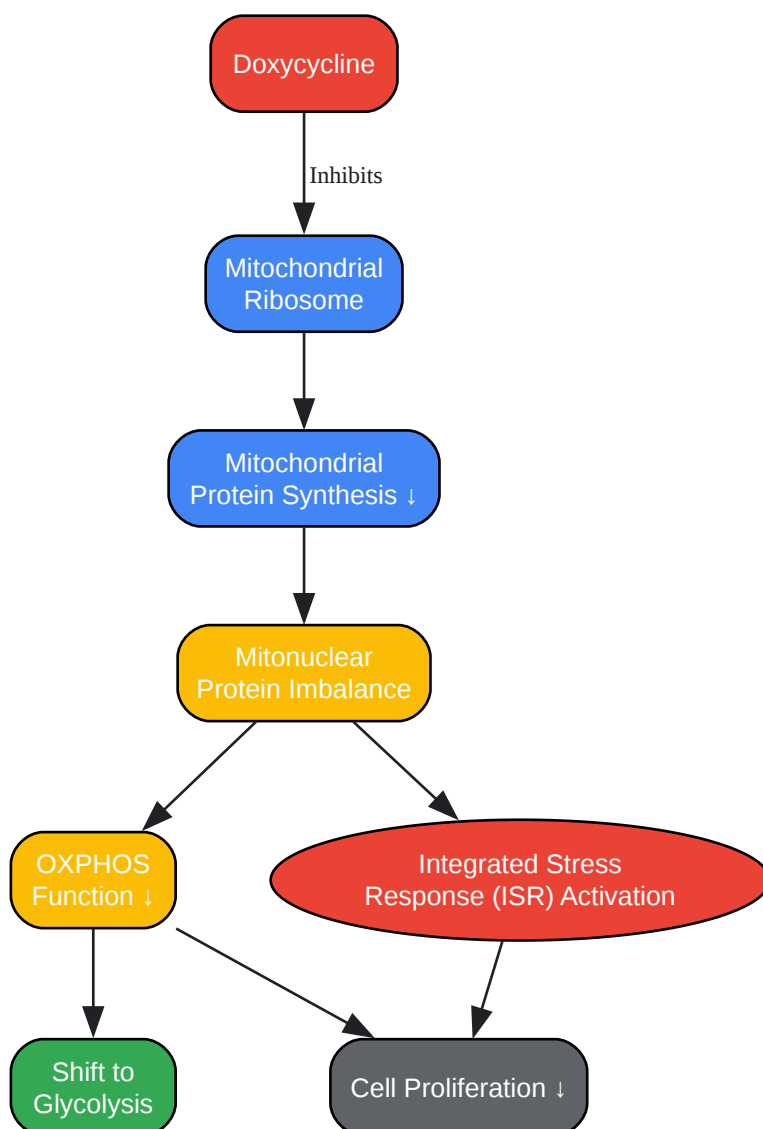 Doxycycline
Inhibits
Mitochondrial
Ribosome
Mitochondrial
Protein Synthesis ↓
Mitonuclear
Protein Imbalance
OXPHOS
Function ↓
Integrated Stress
Response (ISR) Activation
Shift to
Glycolysis
Cell Proliferation ↓